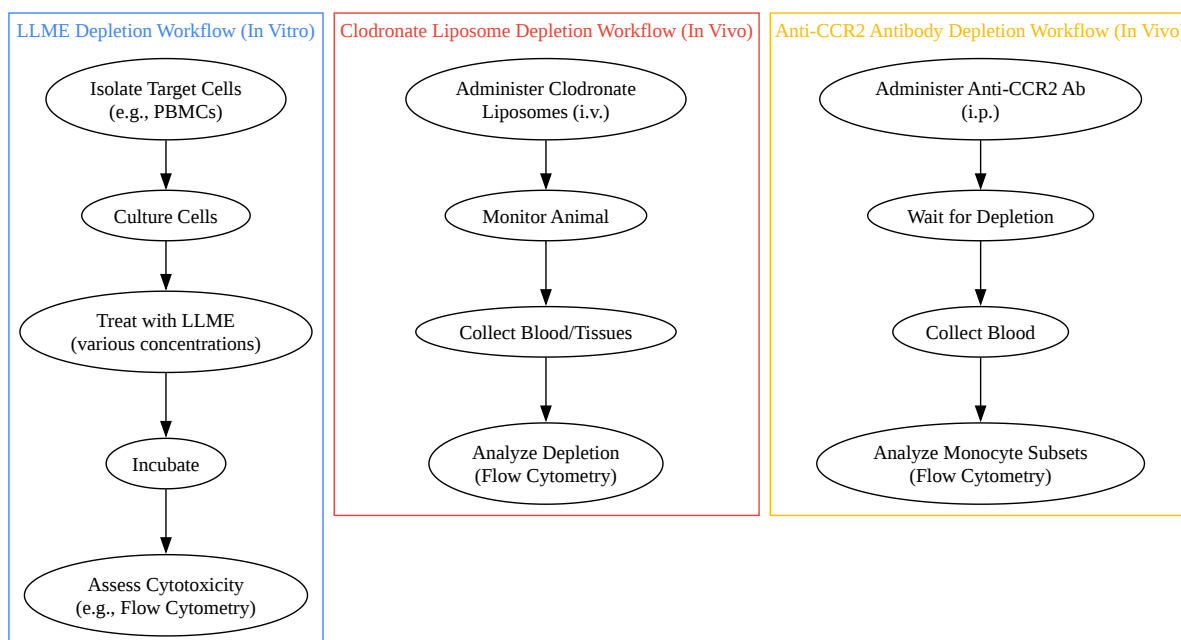 LLME Depletion Workflow (In Vitro)
Isolate Target Cells
(e.g., PBMCs)
Culture Cells
Treat with LLME
(various concentrations)
Incubate
Assess Cytotoxicity
(e.g., Flow Cytometry)
Clodronate Liposome Depletion Workflow (In Vivo)
Administer Clodronate
Liposomes (i.v.)
Monitor Animal
Collect Blood/Tissues
Analyze Depletion
(Flow Cytometry)
Anti-CCR2 Antibody Depletion Workflow (In Vivo)
Administer Anti-CCR2 Ab
(i.p.)
Wait for Depletion
Collect Blood
Analyze Monocyte Subsets
(Flow Cytometry)